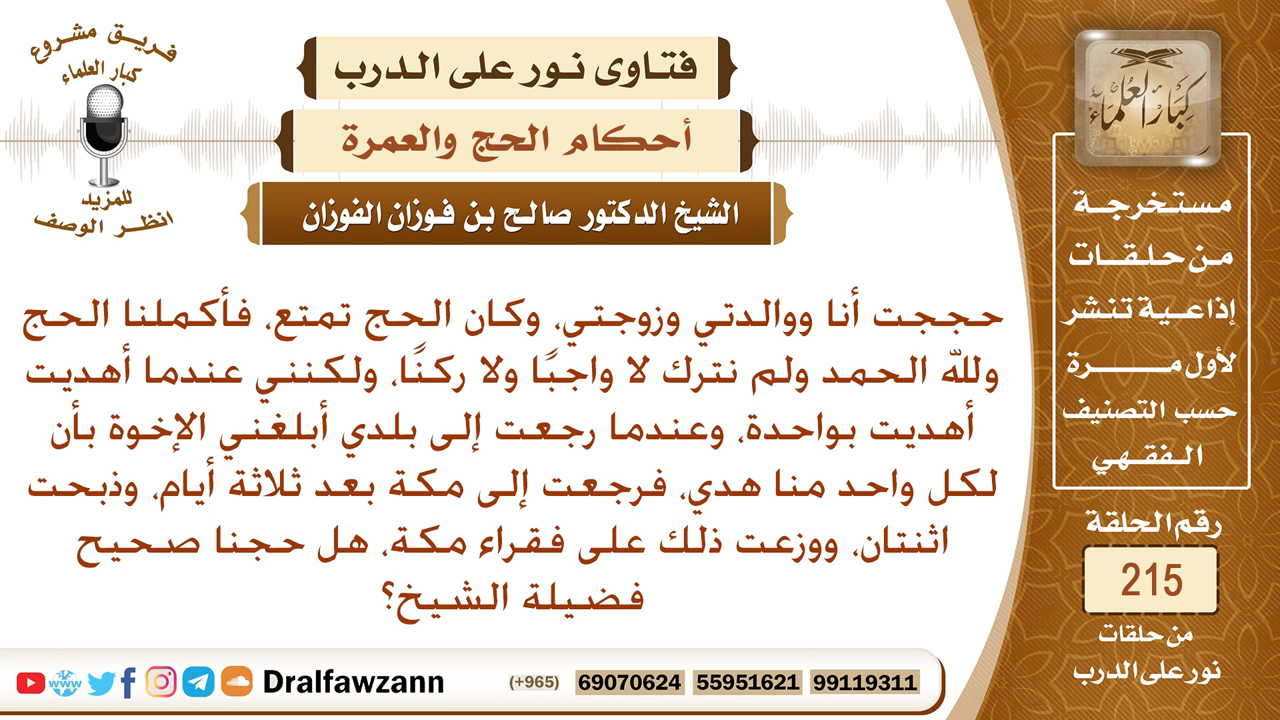 فريق مشروع
كبار العلماء
للمزيد
انظر الوصف
فتاوى نور على الدرب
أحكام الحج والعمرة
الشيخ الدكتور صالح بن فوزان الفوزان
حججت أنا ووالدتي وزوجتي، وكان الحج تمتع، فأكملنا الحج
ولله الحمد ولم نترك لا واجبًا ولا ركنًا، ولكنني عندما أهديت
أهديت بواحدة، وعندما رجعت إلى بلدي أبلغني الإخوة بأن
لكل واحد منا هدي، فرجعت إلى مكة بعد ثلاثة أيام، وذبحت
اثنتان، ووزعت ذلك على فقراء مكة، هل حجنا صحيح
فضيلة الشيخ؟
كبار العلماء
مستخرجة
من حلقات
إذاعية تنشر
لأول مرة
حسب التصنيف
الفقهي
رقم الحلقة
215
من حلقات
نور على الدرب
www Dralfawzann (+965) 69070624 55951621 99119311